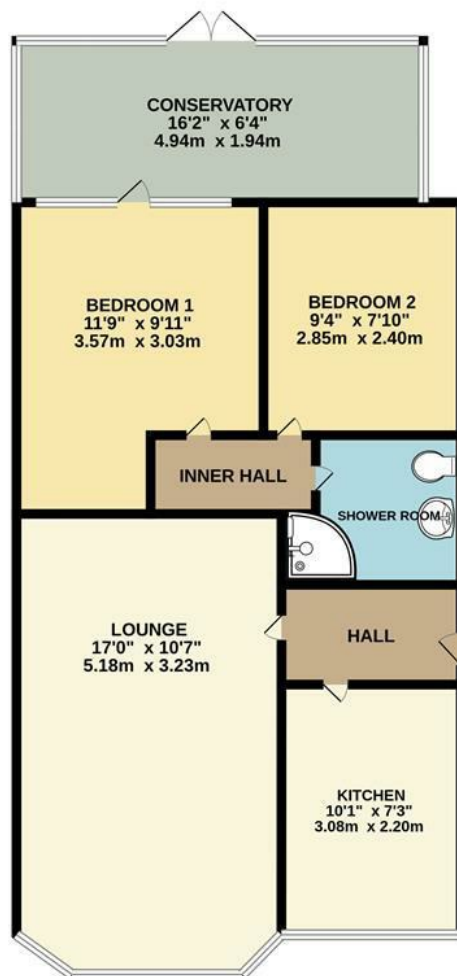 CONSERVATORY
16'2" x 6'4"
4.94m x 1.94m
BEDROOM 1
11'9" x 9'11"
3.57m x 3.03m
BEDROOM 2
9'4" x 7'10"
2.85m x 2.40m
INNER HALL
SHOWER ROOM
LOUNGE
17'0" x 10'7"
5.18m x 3.23m
HALL
KITCHEN
10'1" x 7'3"
3.08m x 2.20m